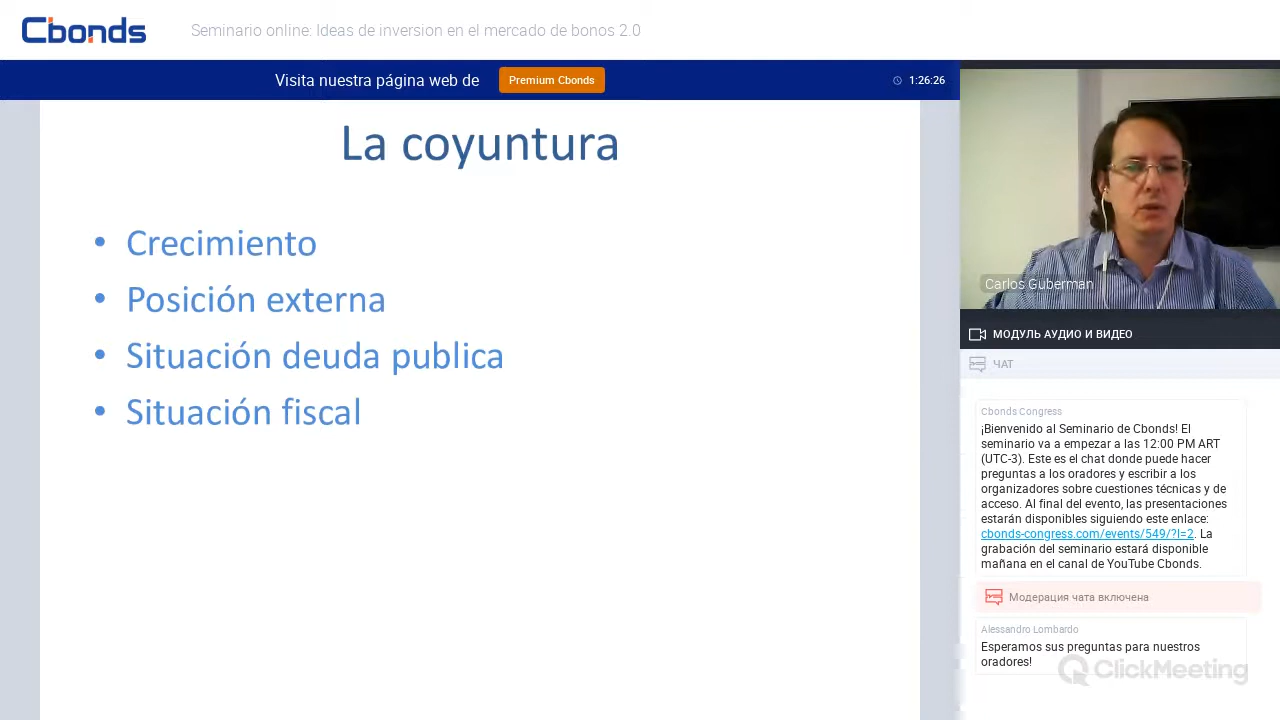 Cbonds
Seminario online: Ideas de inversion en el mercado de bonos 2.0
Visita nuestra página web de
Premium Cbonds
1:26:26
La coyuntura
• Crecimiento
• Posición externa
• Situación deuda publica
• Situación fiscal
Carlos Guberman
МОДУЛЬ АУДИО И ВИДЕО
ЧАТ
Cbonds Congress
¡Bienvenido al Seminario de Cbonds! El
seminario va a empezar a las 12:00 PM ART
(UTC-3). Este es el chat donde puede hacer
preguntas a los oradores y escribir a los
organizadores sobre cuestiones técnicas y de
acceso. Al final del evento, las presentaciones
estarán disponibles siguiendo este enlace:
cbonds-congress.com/events/549/?l=2. La
grabación del seminario estará disponible
mañana en el canal de YouTube Cbonds.
Модерация чата включена
Alessandro Lombardo
Esperamos sus preguntas para nuestros
oradores!
ClickMeeting